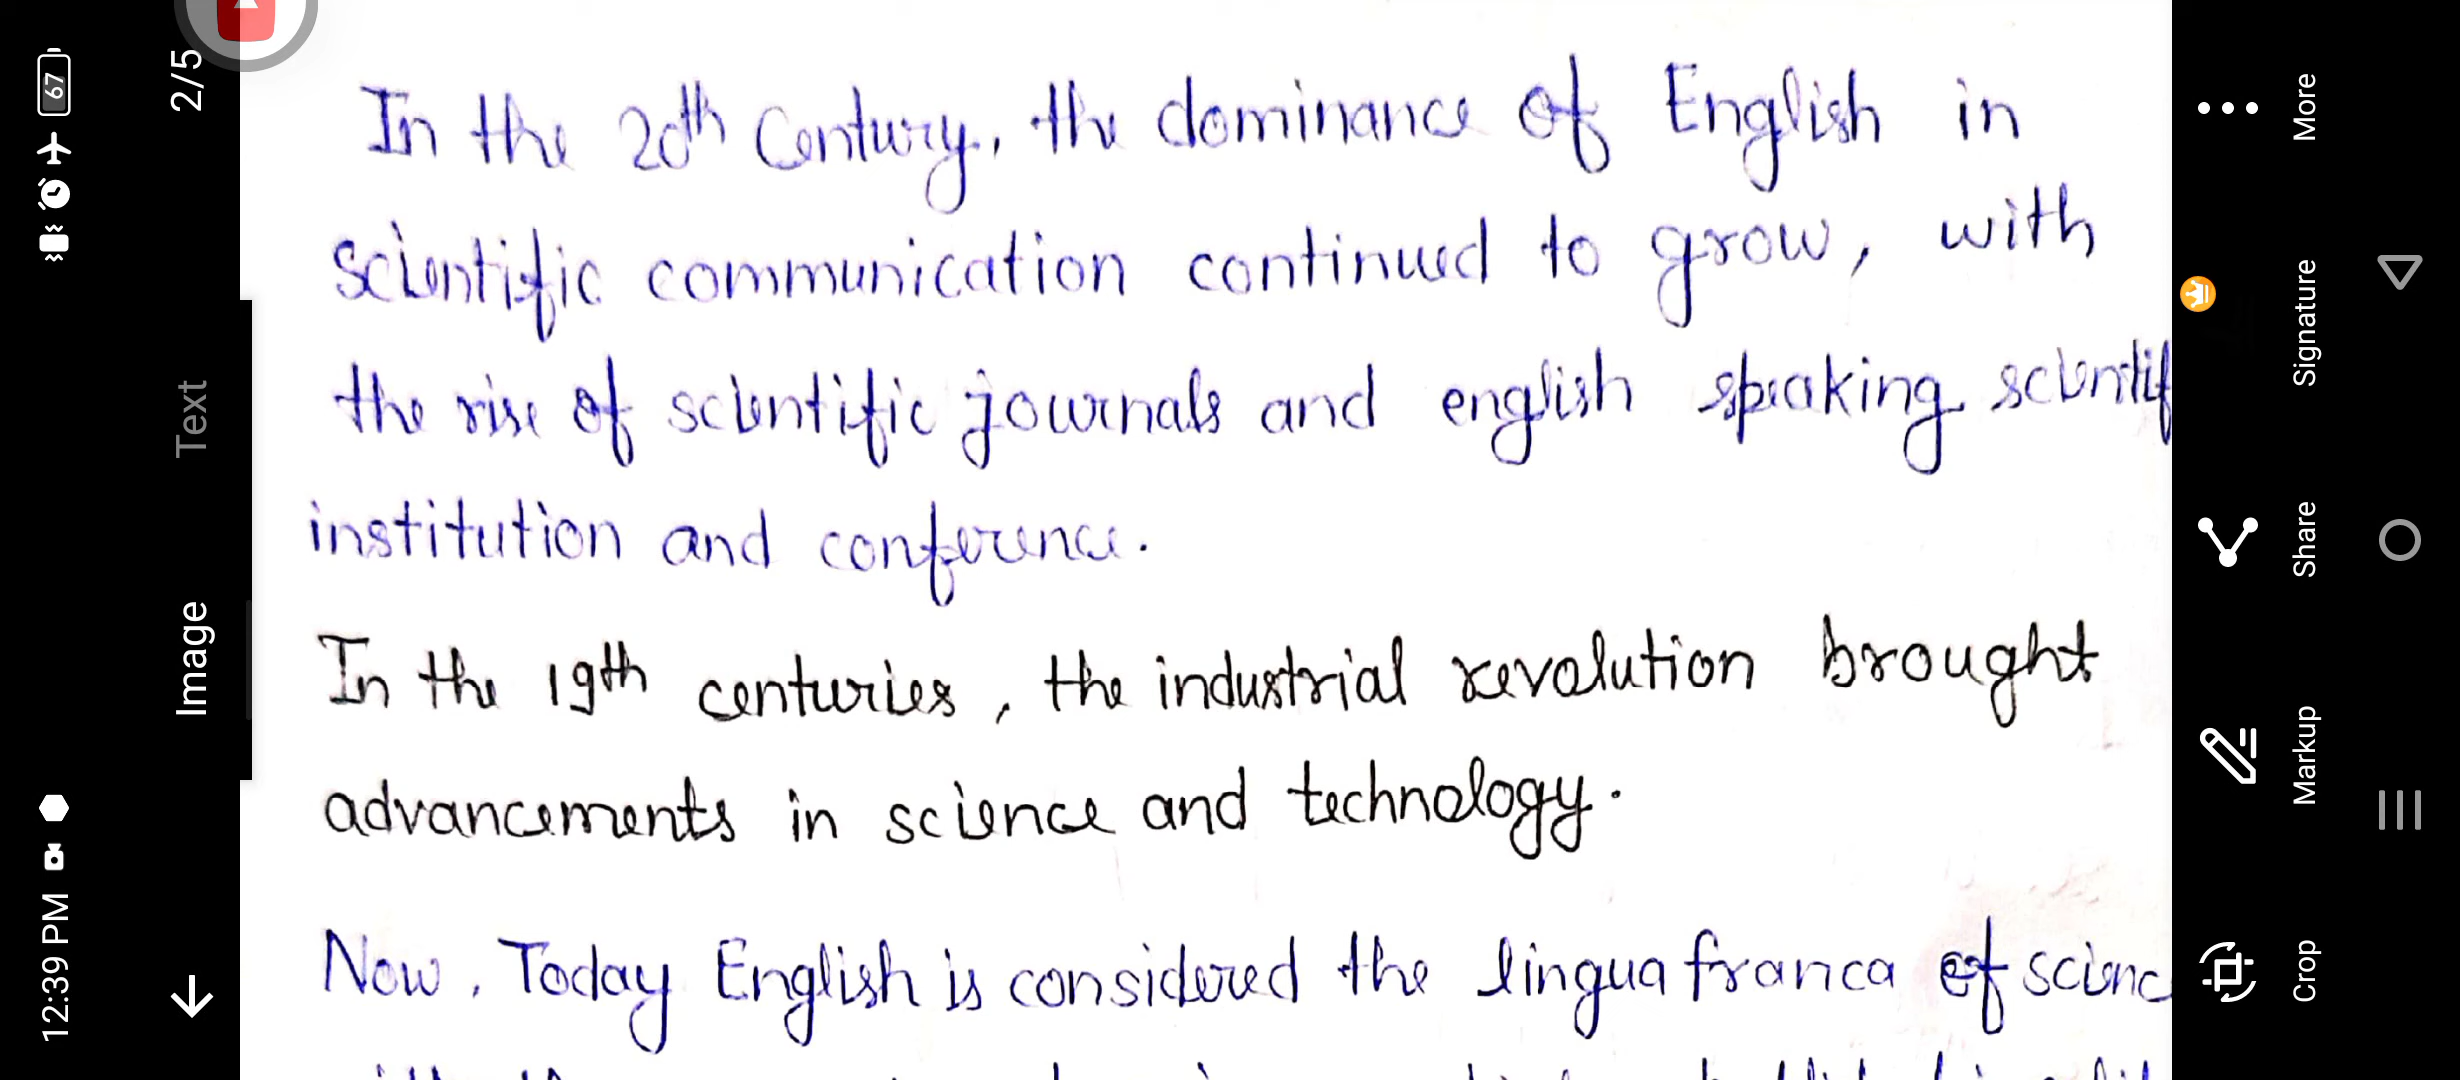 In the 20th Century, the dominance of English in
scientific communication continued to grow, with
the rise of scientific journals and english speaking scientif
institution and conference.
In the 19th centuries, the industrial revolution brought
advancements in science and technology.
Now, Today English is considered the lingua franca of scienc
12:39 PM
67
2/5
Text
Image
More
Signature
Share
Markup
Crop